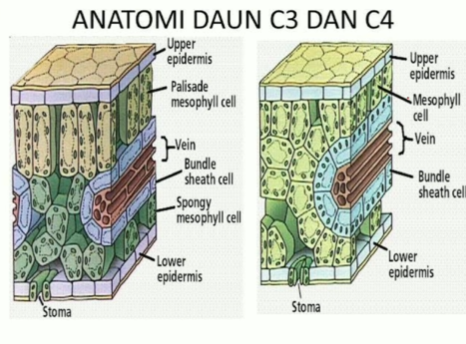 ANATOMI DAUN C3 DAN C4
Upper
epidermis
Palisade
mesophyll cell
Vein
Bundle
sheath cell
Spongy
mesophyll cell
Lower
epidermis
Stoma
Upper
epidermis
Mesophyll
cell
Vein
Bundle
sheath cell
Lower
epidermis
Stoma